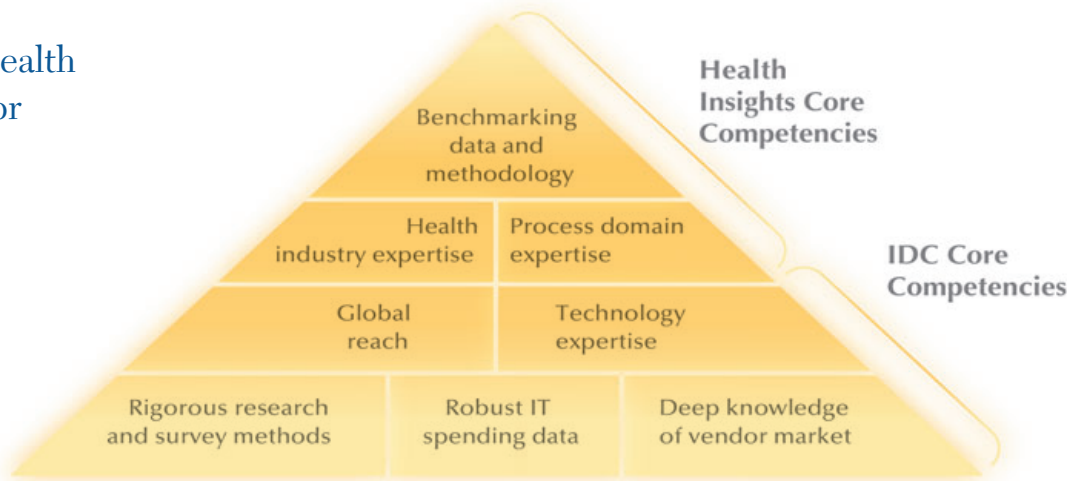 ealth
or
Health
Insights Core
Competencies
Benchmarking
data and
methodology
Health
industry expertise
Process domain
expertise
IDC Core
Competencies
Global
reach
Technology
expertise
Rigorous research
and survey methods
Robust IT
spending data
Deep knowledge
of vendor market